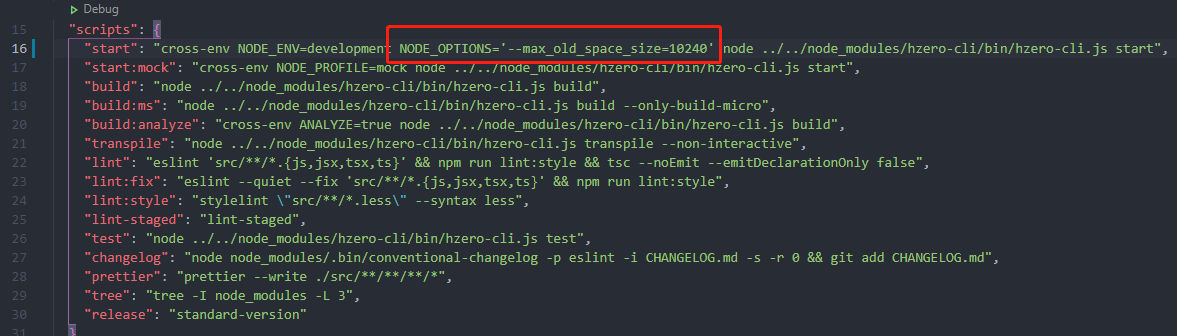 Debug
15 "scripts": {
16 "start": "cross-env NODE_ENV=development NODE_OPTIONS='--max_old_space_size=10240' node ../../node_modules/hzero-cli/bin/hzero-cli.js start",
17 "start:mock": "cross-env NODE_PROFILE=mock node ../../node_modules/hzero-cli/bin/hzero-cli.js start",
18 "build": "node ../../node_modules/hzero-cli/bin/hzero-cli.js build",
19 "build:ms": "node ../../node_modules/hzero-cli/bin/hzero-cli.js build --only-build-micro",
20 "build:analyze": "cross-env ANALYZE=true node ../../node_modules/hzero-cli/bin/hzero-cli.js build",
21 "transpile": "node ../../node_modules/hzero-cli/bin/hzero-cli.js transpile --non-interactive",
22 "lint": "eslint 'src/**/*.{js,jsx,tsx,ts}' && npm run lint:style && tsc --noEmit --emitDeclarationOnly false",
23 "lint:fix": "eslint --quiet --fix 'src/**/*.{js,jsx,tsx,ts}' && npm run lint:style",
24 "lint:style": "stylelint \"src/**/*.less\" --syntax less",
25 "lint-staged": "lint-staged",
26 "test": "node ../../node_modules/hzero-cli/bin/hzero-cli.js test",
27 "changelog": "node node_modules/.bin/conventional-changelog -p eslint -i CHANGELOG.md -s -r 0 && git add CHANGELOG.md",
28 "prettier": "prettier --write ./src/**/**/**/*",
29 "tree": "tree -I node_modules -L 3",
30 "release": "standard-version"
31 }